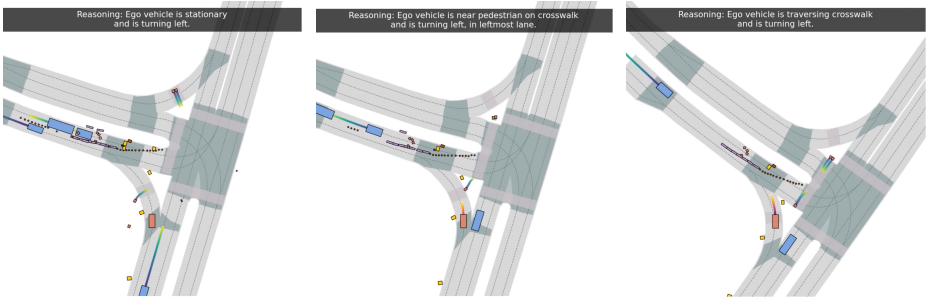 Reasoning: Ego vehicle is stationary
and is turning left.
Reasoning: Ego vehicle is near pedestrian on crosswalk
and is turning left, in leftmost lane.
Reasoning: Ego vehicle is traversing crosswalk
and is turning left.